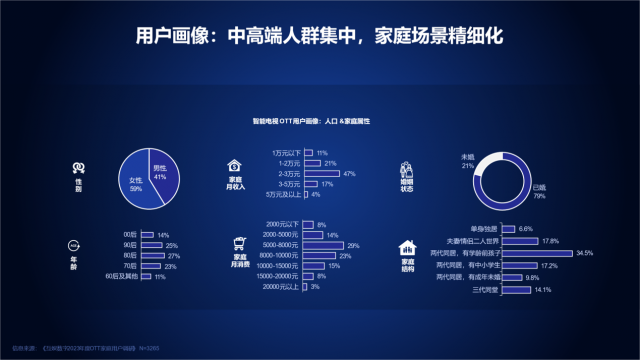 用户画像：中高端人群集中，家庭场景精细化
智能电视 OTT用户画像：人口 &家庭属性
性别
女性, 59%
男性, 41%
家庭月收入
1万元以下 11%
1-2万元 21%
2-3万元 47%
3-5万元 17%
5万元及以上 4%
婚姻状态
未婚, 21%
已婚, 79%
年龄
00后 14%
90后 25%
80后 27%
70后 23%
60后及其他 11%
家庭月消费
2000元以下 8%
2000-5000元 14%
5000-8000元 29%
8000-10000元 23%
10000-15000元 15%
15000-20000元 8%
20000元以上 3%
家庭结构
单身/独居 6.6%
夫妻情侣二人世界 17.8%
两代同居，有学龄前孩子 34.5%
两代同居，有中小学生 17.2%
两代同居，有成年未婚 9.8%
三代同堂 14.1%
信息来源：
N=3265